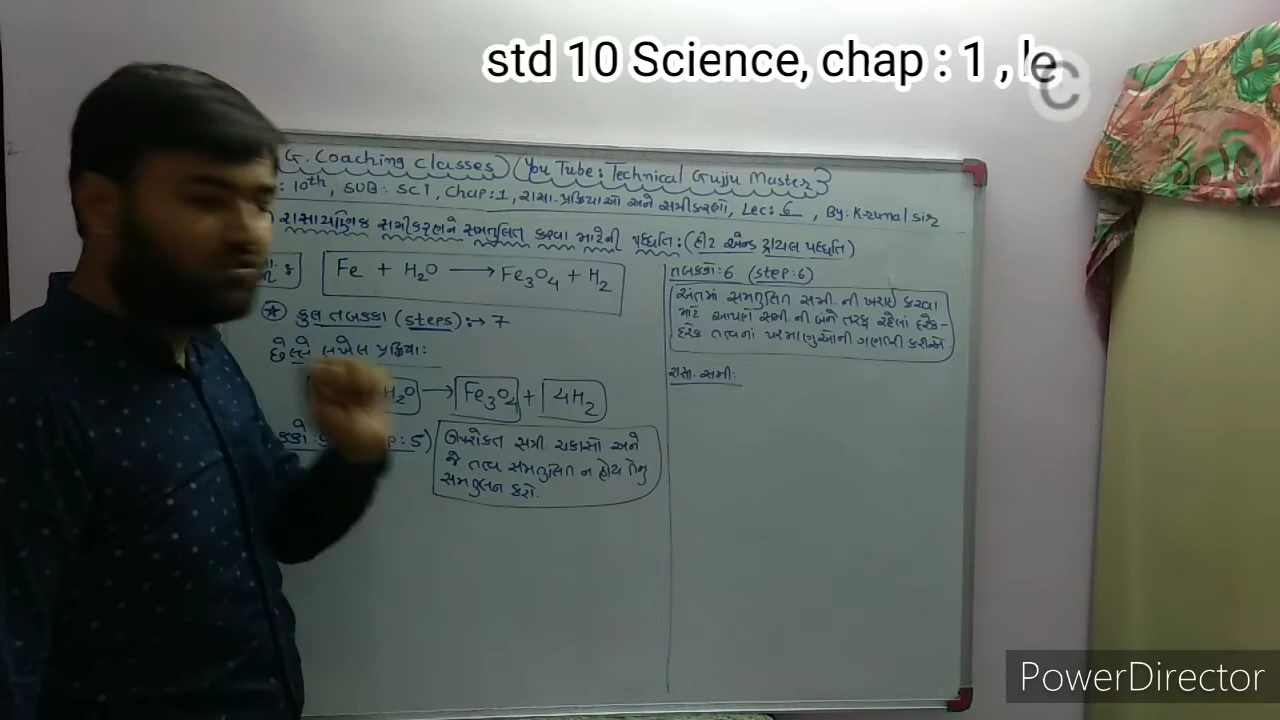 std 10 Science, chap : 1 , le
C
G. Coaching classes) (You Tube: Technical Gujju Master)
: 10th, SUB: SCI, Chap: 1, રાસા. પ્રક્રિયાઓ અને સમીકરણો, Lec: 6 , By: Krunal sir
રાસાયણિક સમીકરણને સમતુલિત કરવા માટેની પદ્ધતિ: (હીટ એન્ડ ટ્રાયલ પદ્ધતિ)
Fe + H2O ⟶ Fe3O4 + H2
* કુલ તબક્કા (steps) :→ 7
છેલ્લે લખેલ પ્રક્રિયા:
H2O → Fe3O4 + 4H2
5) ઉપરોક્ત સમી. ચકાસો અને
જે તત્વ સમતુલિત ન હોય તેનુ
સમતુલન કરો.
તબક્કો: 6 (step: 6)
અંતમાં સમતુલિત સમી. ની ખરાઈ કરવા
માટે આપણે સમી. ની બંને તરફ રહેલાં દરેક-
દરેક તત્વનાં પરમાણુઓની ગણતરી કરીએ.
રાસા. સમી:
PowerDirector